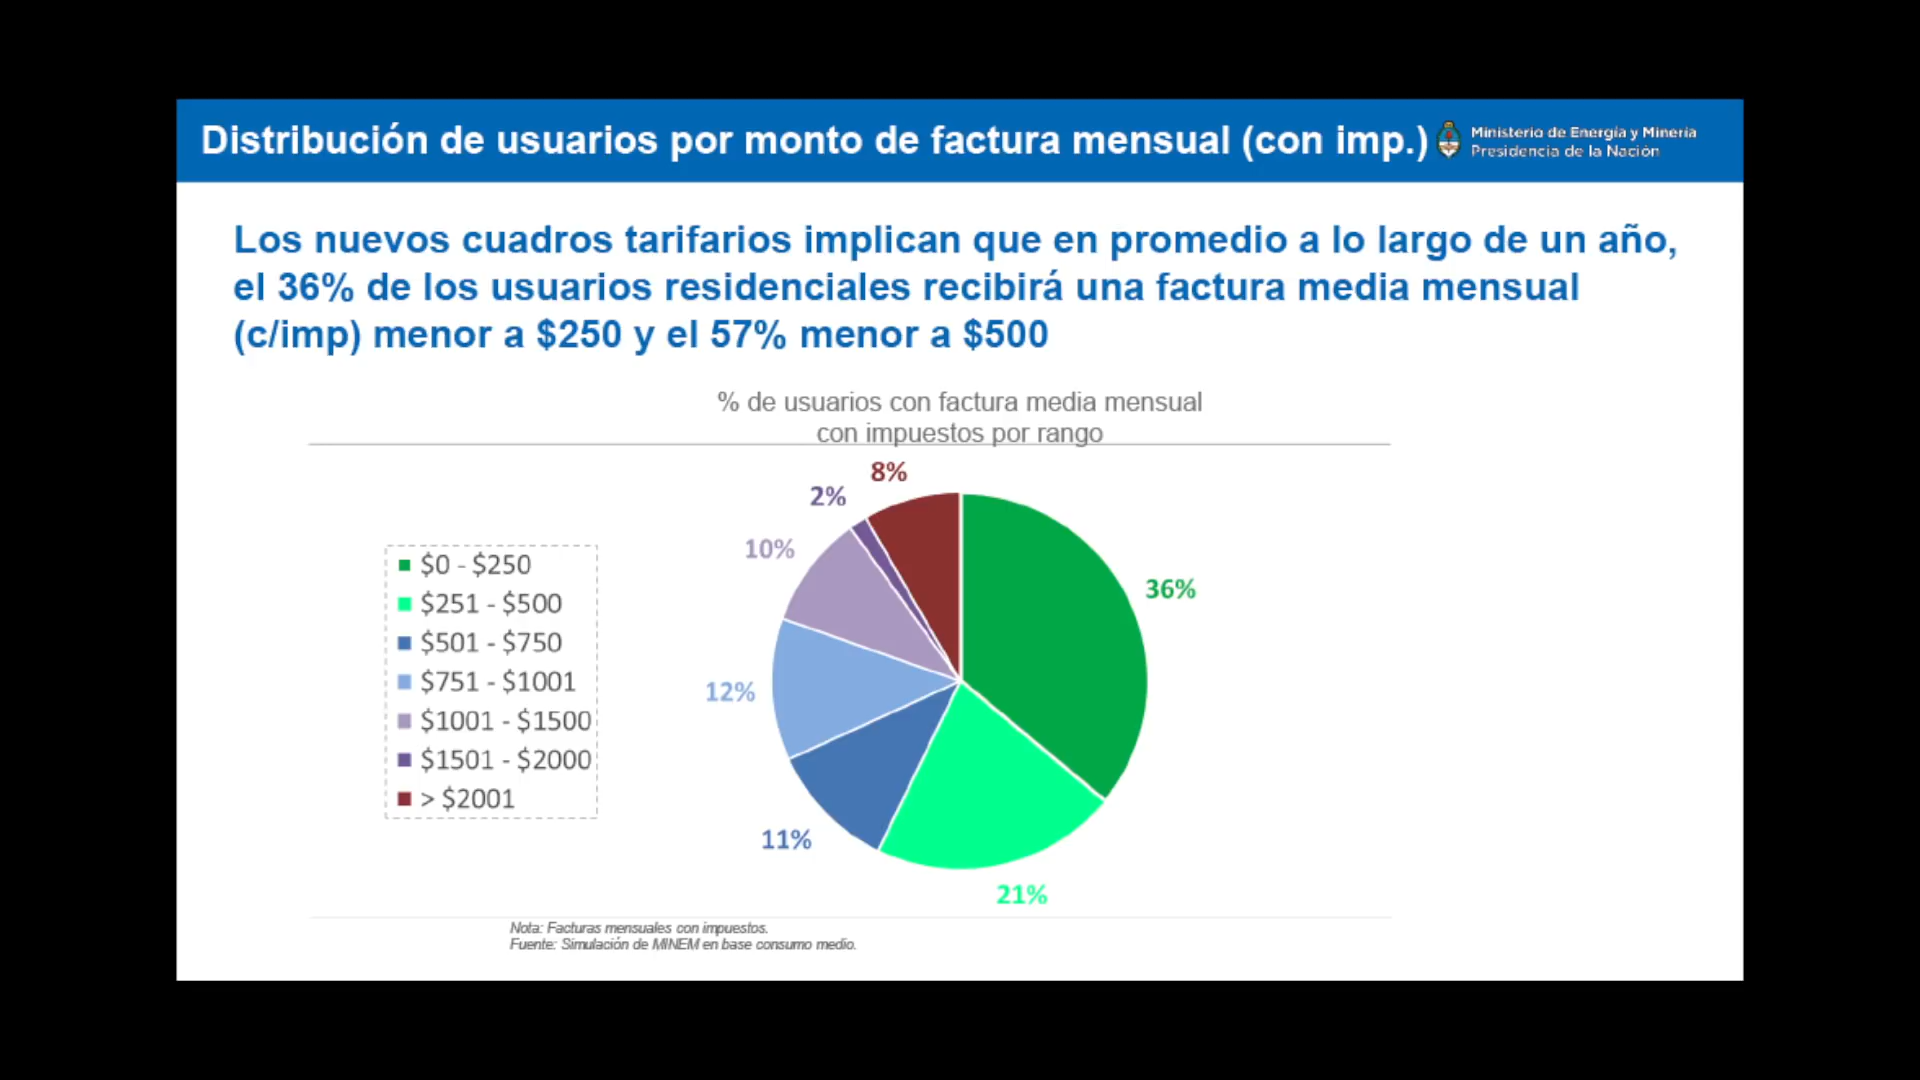 Distribución de usuarios por monto de factura mensual (con imp.)
Ministerio de Energía y Minería
Presidencia de la Nación
Los nuevos cuadros tarifarios implican que en promedio a lo largo de un año,
el 36% de los usuarios residenciales recibirá una factura media mensual
(c/imp) menor a $250 y el 57% menor a $500
% de usuarios con factura media mensual
con impuestos por rango
8%
2%
10%
36%
12%
11%
21%
$0 - $250
$251 - $500
$501 - $750
$751 - $1001
$1001 - $1500
$1501 - $2000
> $2001
Nota: Facturas mensuales con impuestos.
Fuente: Simulación de MINEM en base consumo medio.